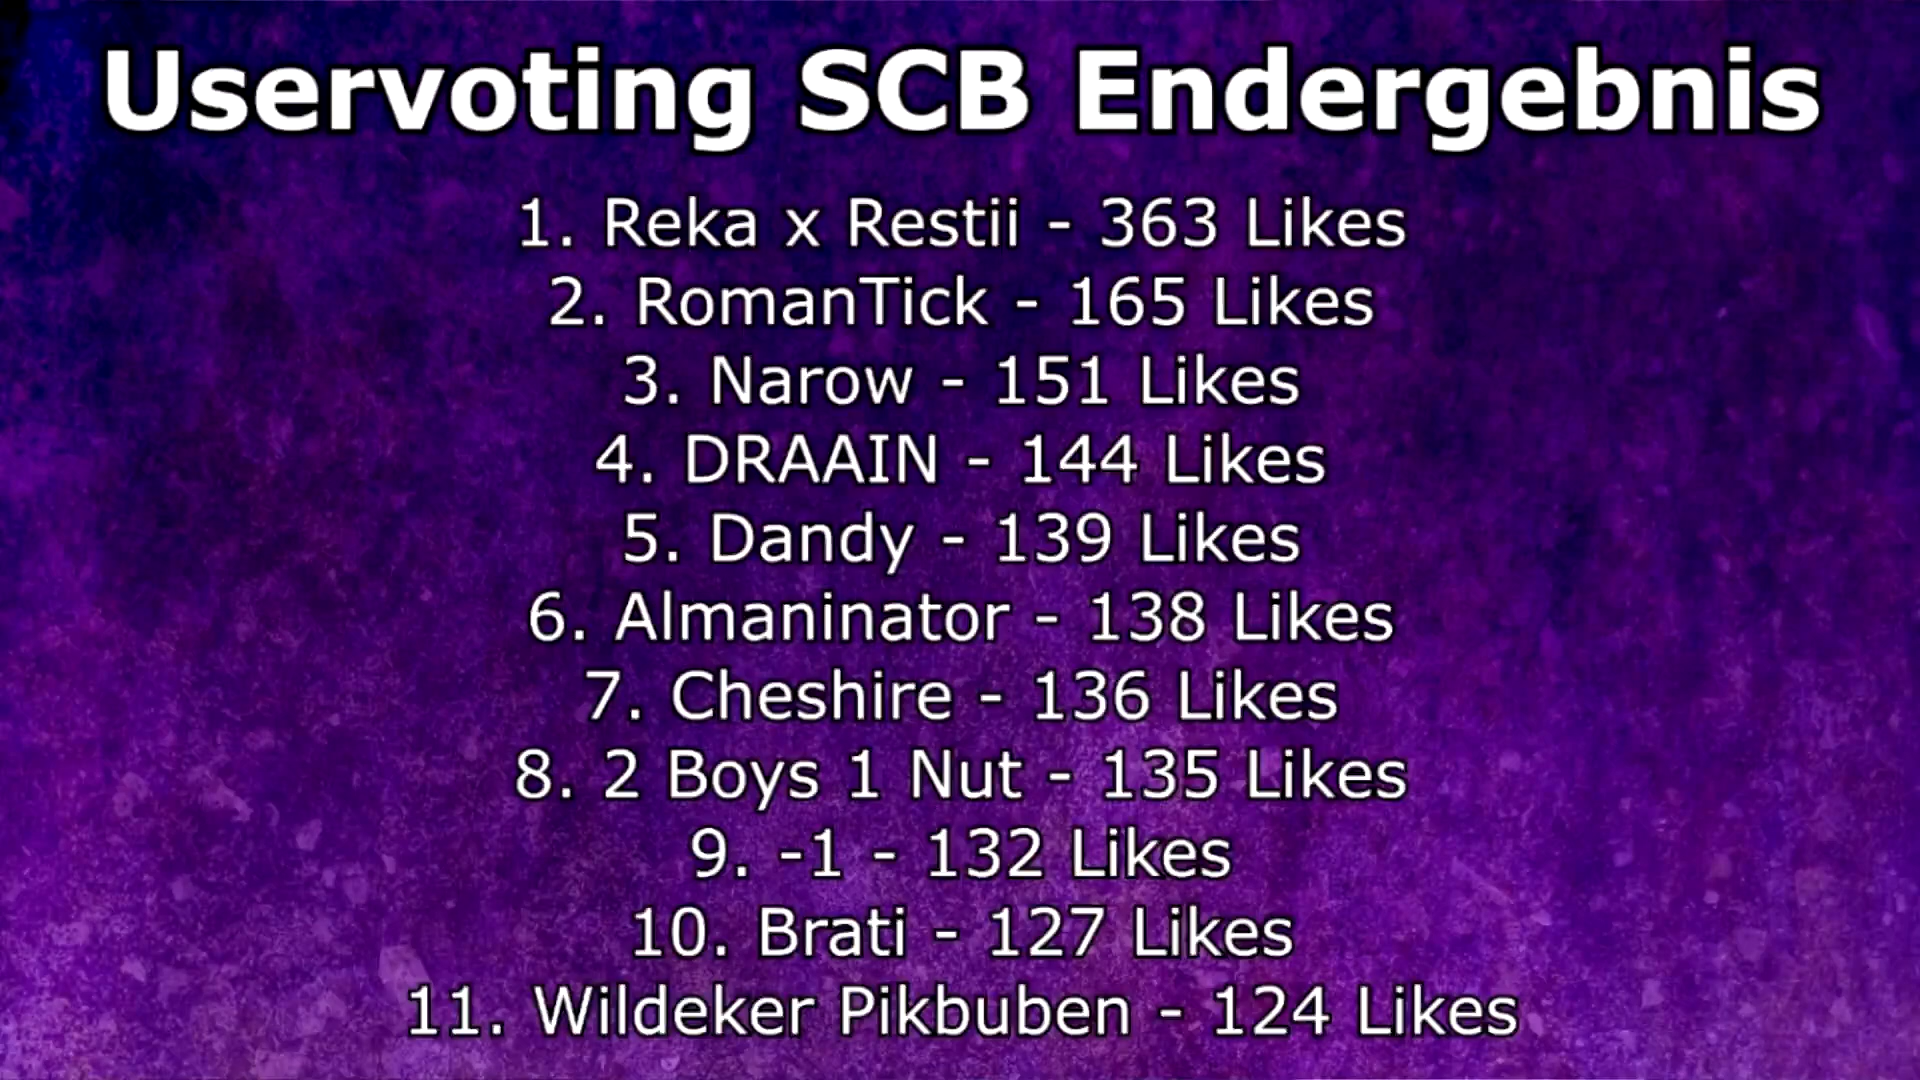 Uservoting SCB Endergebnis
1. Reka x Restii - 363 Likes
2. RomanTick - 165 Likes
3. Narow - 151 Likes
4. DRAAIN - 144 Likes
5. Dandy - 139 Likes
6. Almaninator - 138 Likes
7. Cheshire - 136 Likes
8. 2 Boys 1 Nut - 135 Likes
9. -1 - 132 Likes
10. Brati - 127 Likes
11. Wildeker Pikbuben - 124 Likes